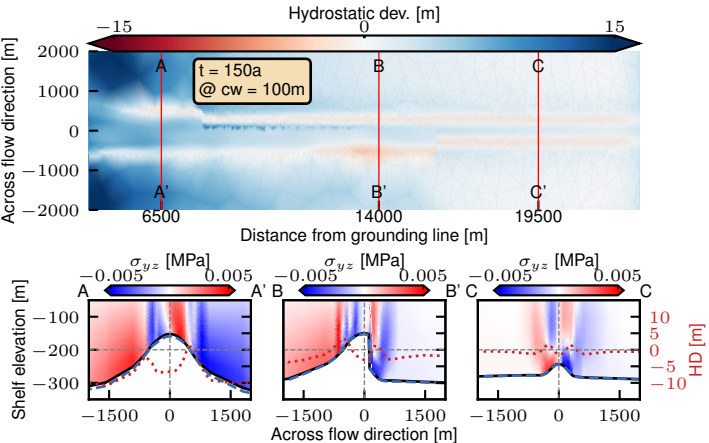 Hydrostatic dev. [m]
−15 0 15
Across flow direction [m]
2000
1000
0
−1000
−2000
t = 150a
@ cw = 100m
A B C
A' B' C'
6500 14000 19500
Distance from grounding line [m]
σyz [MPa] σyz [MPa] σyz [MPa]
−0.005 0.005 −0.005 0.005 −0.005 0.005
A A' B B' C C
Shelf elevation [m]
−100
−200
−300
10
5
0
−5
−10
HD [m]
−1500 0 1500 −1500 0 1500 −1500 0 1500
Across flow direction [m]